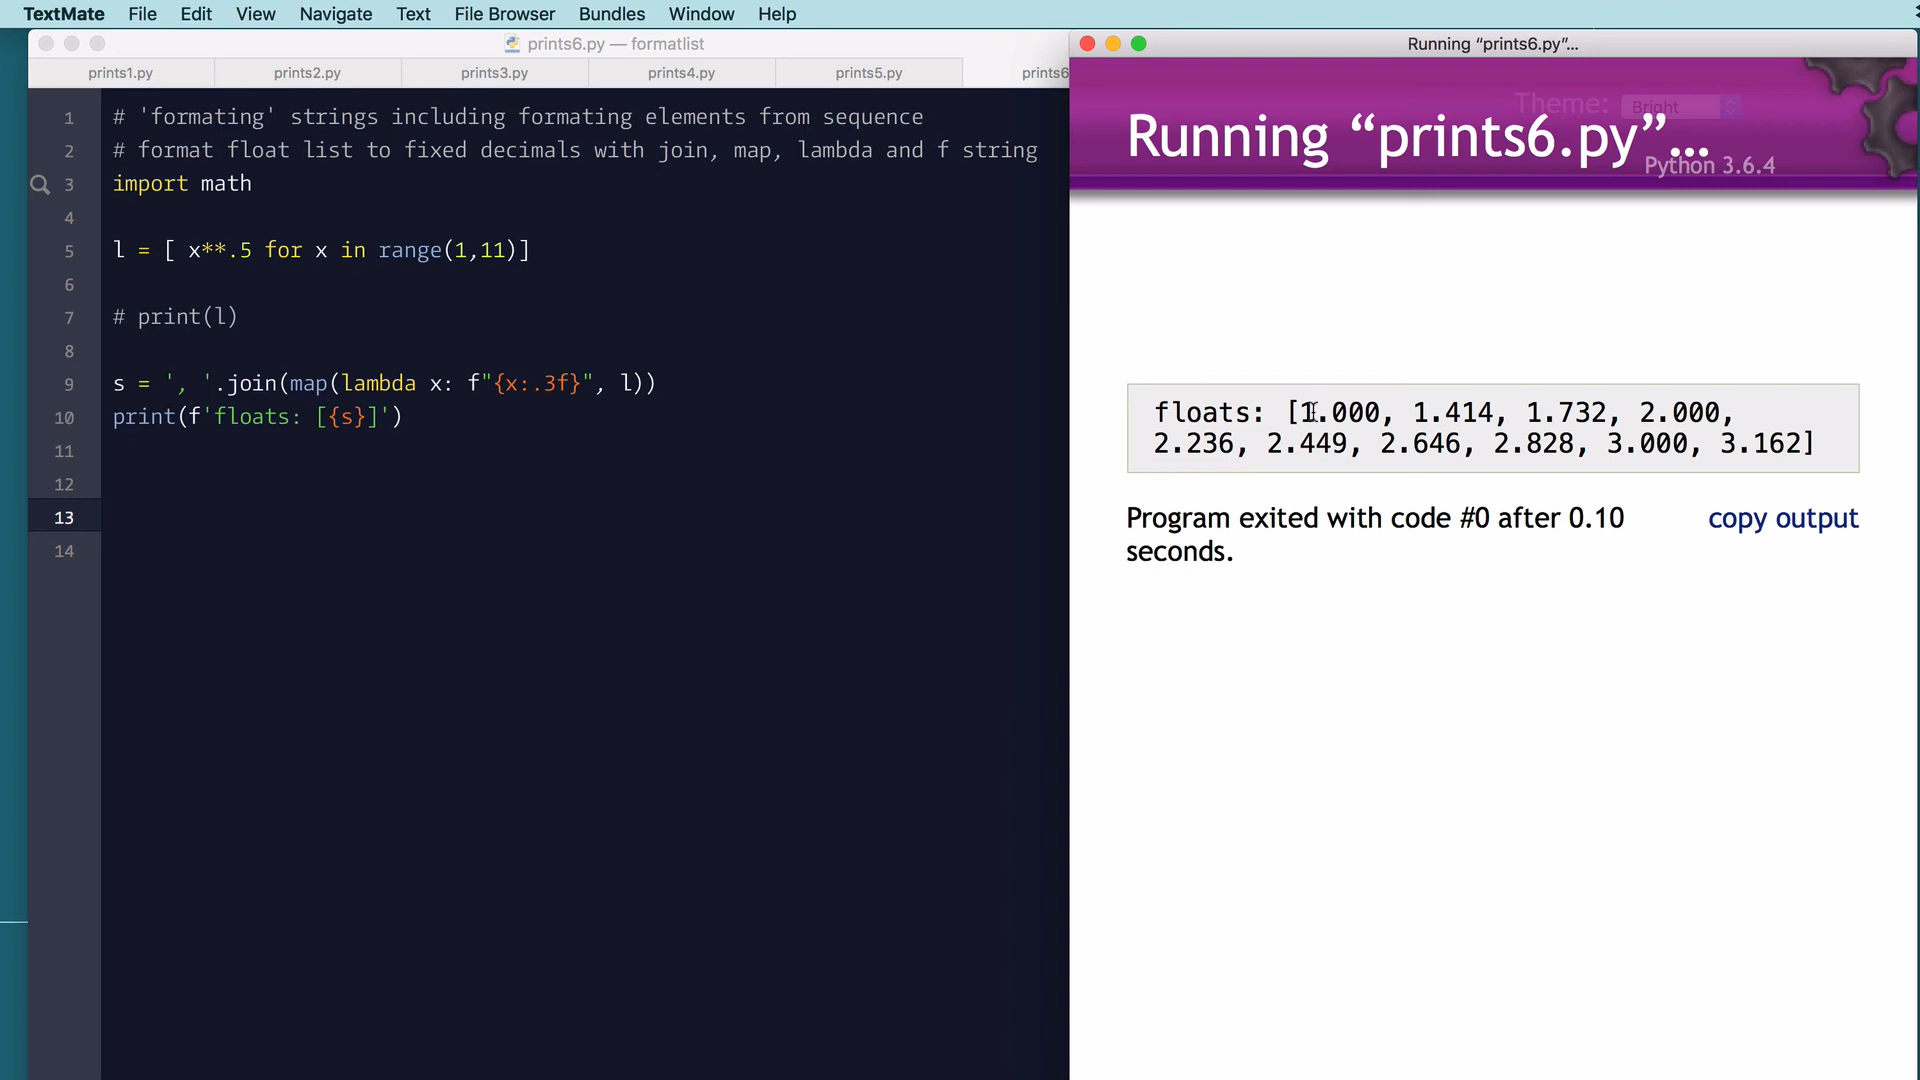 TextMate File Edit View Navigate Text File Browser Bundles Window Help
prints6.py — formatlist
prints1.py prints2.py prints3.py prints4.py prints5.py prints6
1 # 'formating' strings including formating elements from sequence
2 # format float list to fixed decimals with join, map, lambda and f string
3 import math
4
5 l = [ x**.5 for x in range(1,11)]
6
7 # print(l)
8
9 s = ', '.join(map(lambda x: f"{x:.3f}", l))
10 print(f'floats: [{s}]')
11
12
13
14
Running “prints6.py”...
Theme: Bright
Running “prints6.py”...
Python 3.6.4
floats: [1.000, 1.414, 1.732, 2.000,
2.236, 2.449, 2.646, 2.828, 3.000, 3.162]
Program exited with code #0 after 0.10
seconds.
copy output